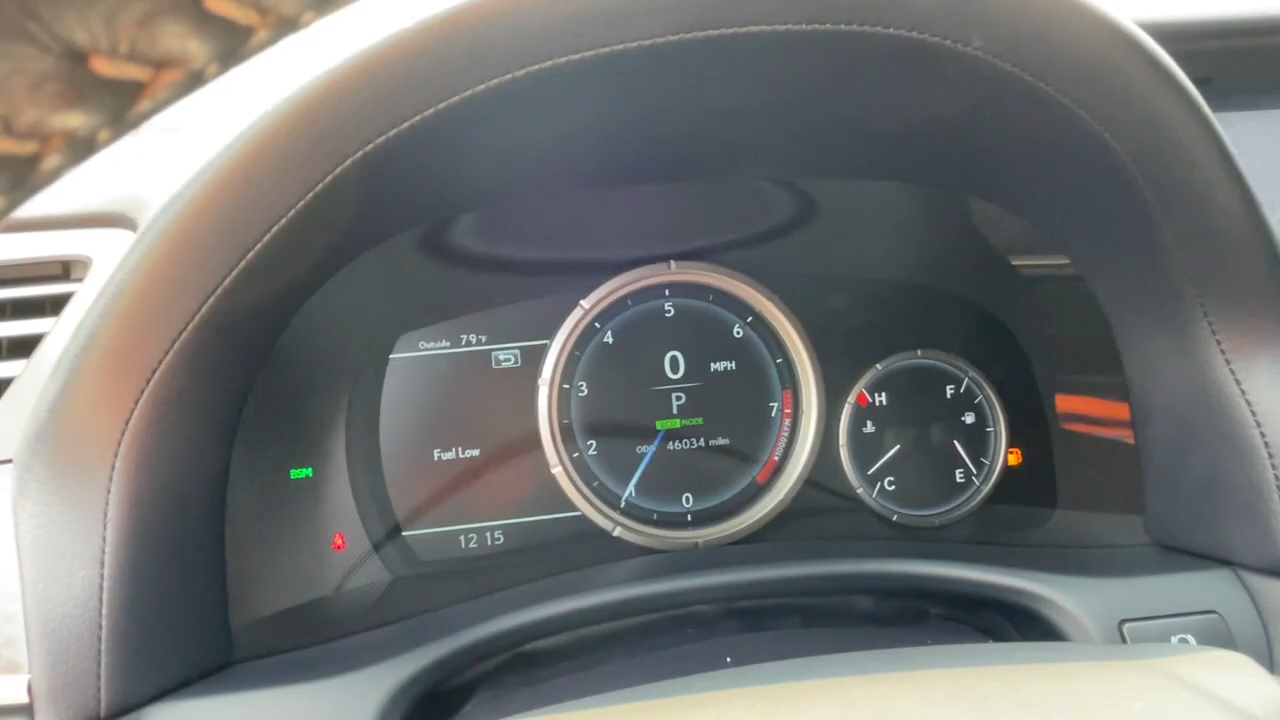 Outside 79°F
Fuel Low
12 15
BSM
0 MPH
P
ECO MODE
ODO 46034 miles
0
1
2
3
4
5
6
7
x1000RPM
H
C
F
E